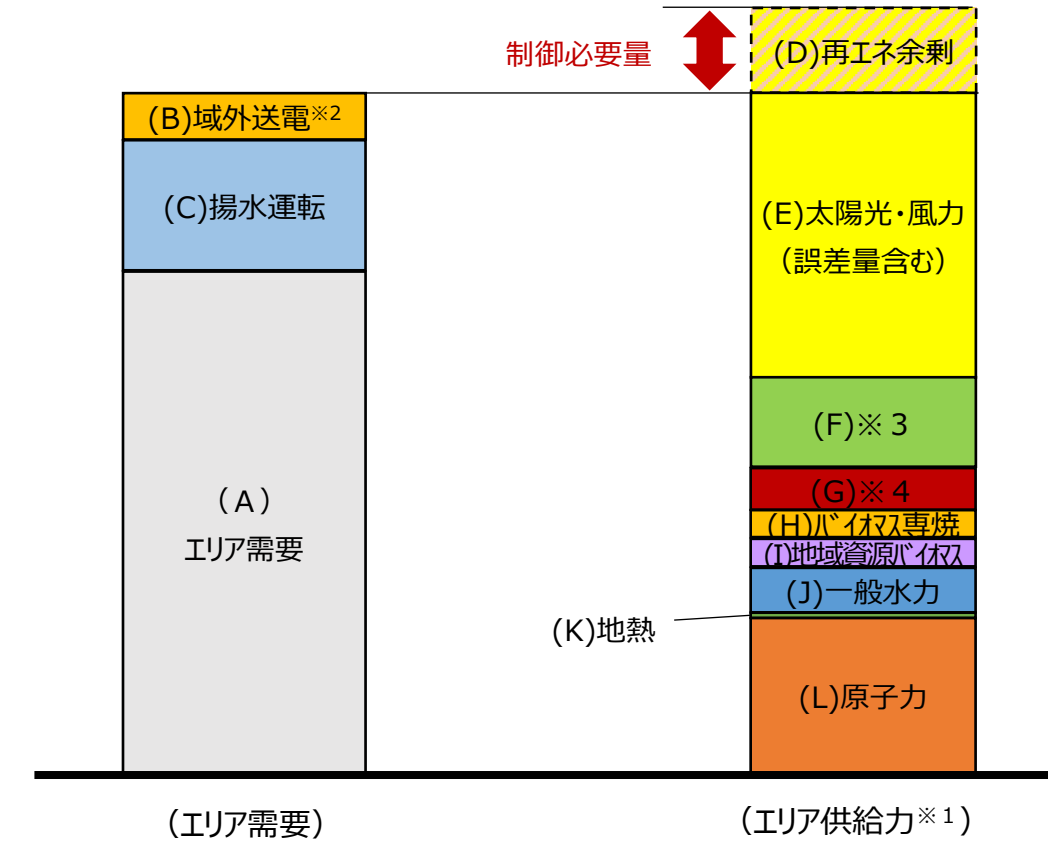 制御必要量
(D)再エネ余剰
(B)域外送電※2
(C)揚水運転
(E)太陽光・風力
（誤差量含む）
(F)※３
（A）
エリア需要
(G)※４
(H)ﾊﾞｲｵﾏｽ専焼
(I)地域資源ﾊﾞｲｵﾏｽ
(J)一般水力
(K)地熱
(L)原子力
（エリア需要）
（エリア供給力※１）